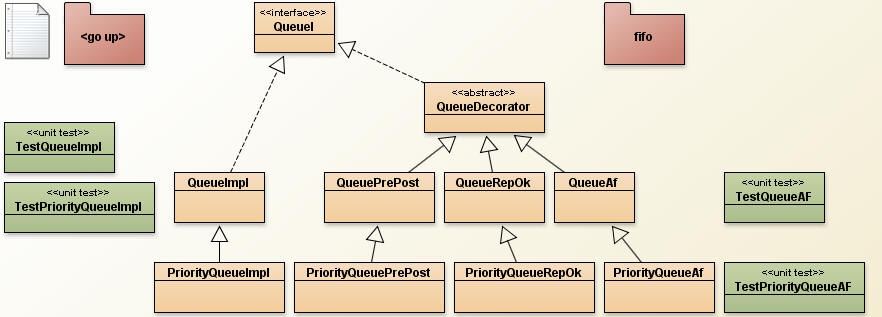 <<interface>>
QueueI
<go up>
fifo
<<abstract>>
QueueDecorator
<<unit test>>
TestQueueImpl
QueueImpl
QueuePrePost
QueueRepOk
QueueAf
<<unit test>>
TestQueueAF
<<unit test>>
TestPriorityQueueImpl
PriorityQueueImpl
PriorityQueuePrePost
PriorityQueueRepOk
PriorityQueueAf
<<unit test>>
TestPriorityQueueAF